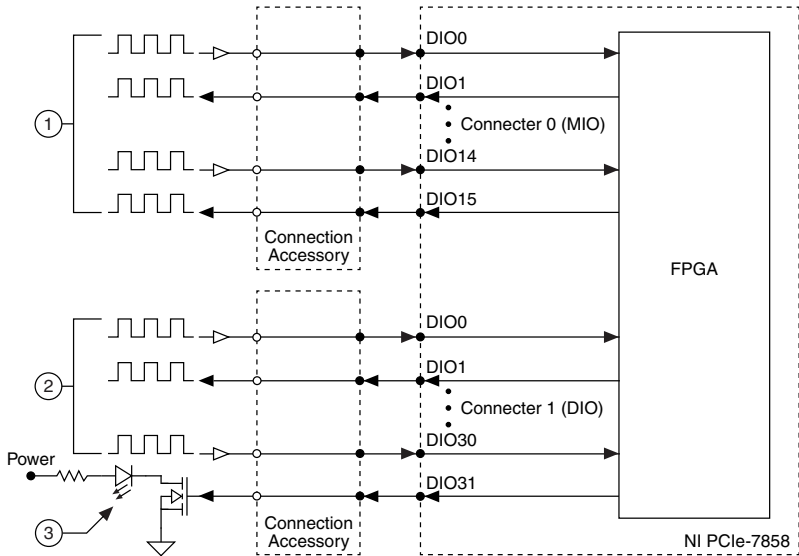 DIO0
DIO1
1
Connecter 0 (MIO)
DIO14
DIO15
Connection
Accessory
FPGA
DIO0
DIO1
2
Connecter 1 (DIO)
DIO30
Power
DIO31
3
Connection
Accessory
NI PCIe-7858